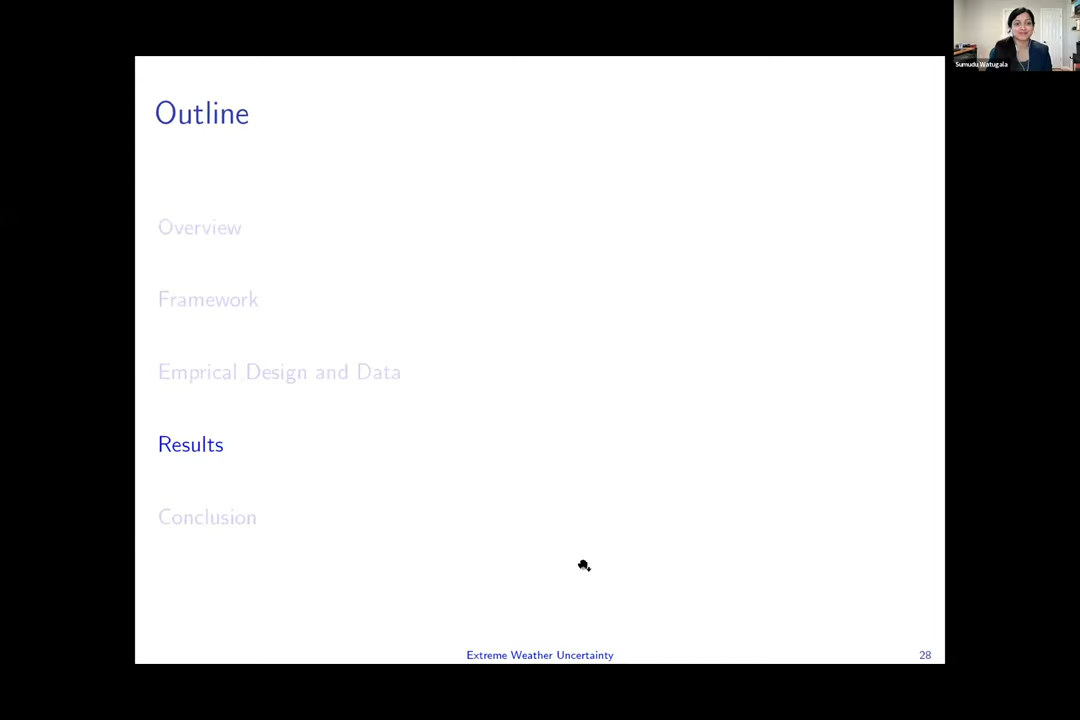 Sumudu Watugala
Outline
Overview
Framework
Emprical Design and Data
Results
Conclusion
Extreme Weather Uncertainty
28